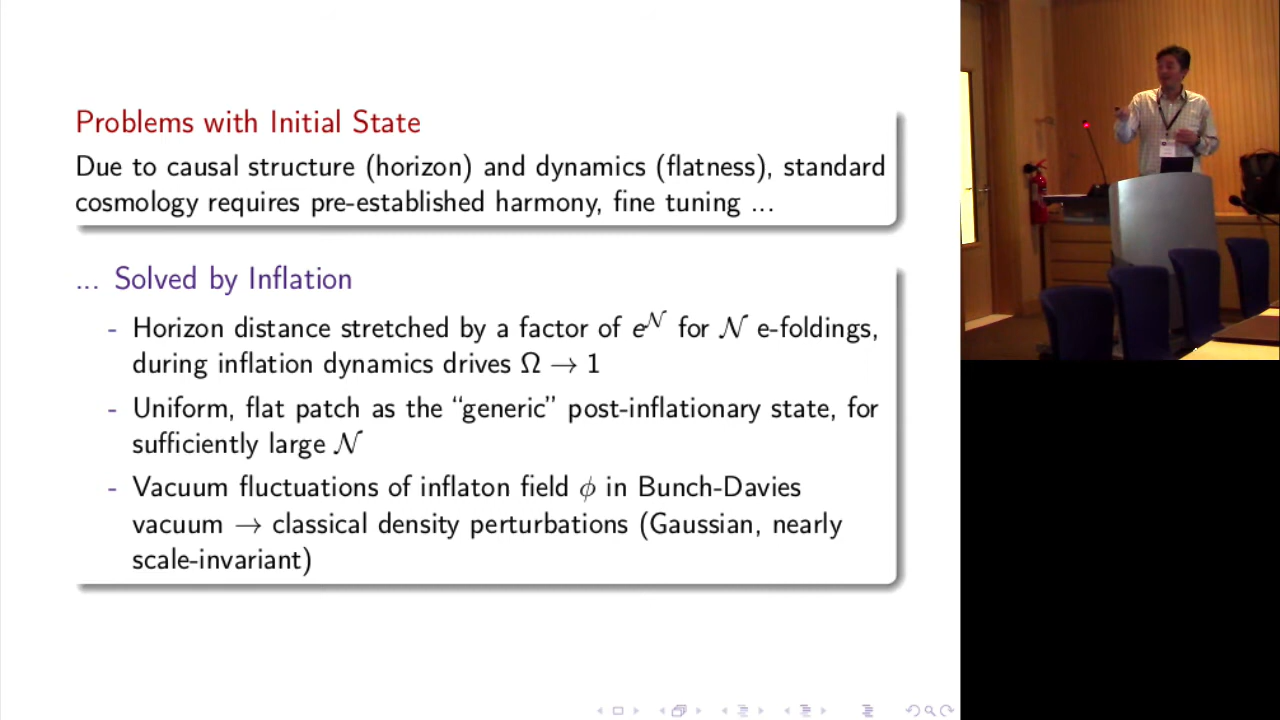 Problems with Initial State
Due to causal structure (horizon) and dynamics (flatness), standard
cosmology requires pre-established harmony, fine tuning ...
... Solved by Inflation
- Horizon distance stretched by a factor of e^𝒩 for 𝒩 e-foldings,
during inflation dynamics drives Ω → 1
- Uniform, flat patch as the “generic” post-inflationary state, for
sufficiently large 𝒩
- Vacuum fluctuations of inflaton field ϕ in Bunch-Davies
vacuum → classical density perturbations (Gaussian, nearly
scale-invariant)